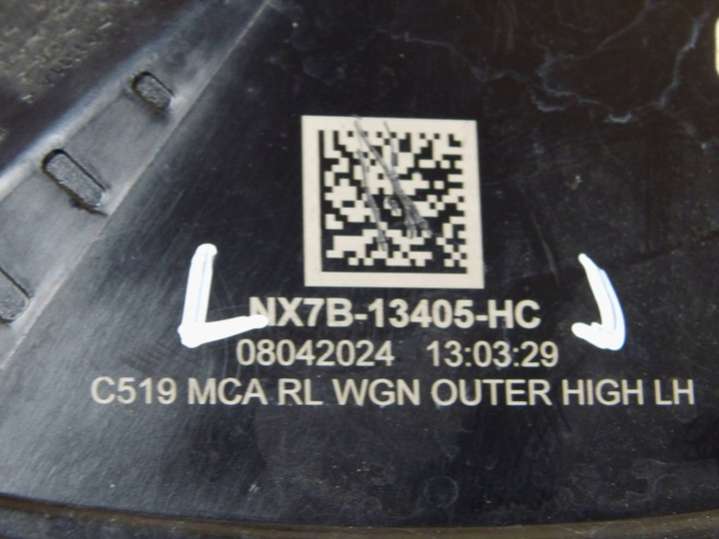 NX7B-13405-HC
08042024 13:03:29
C519 MCA RL WGN OUTER HIGH LH